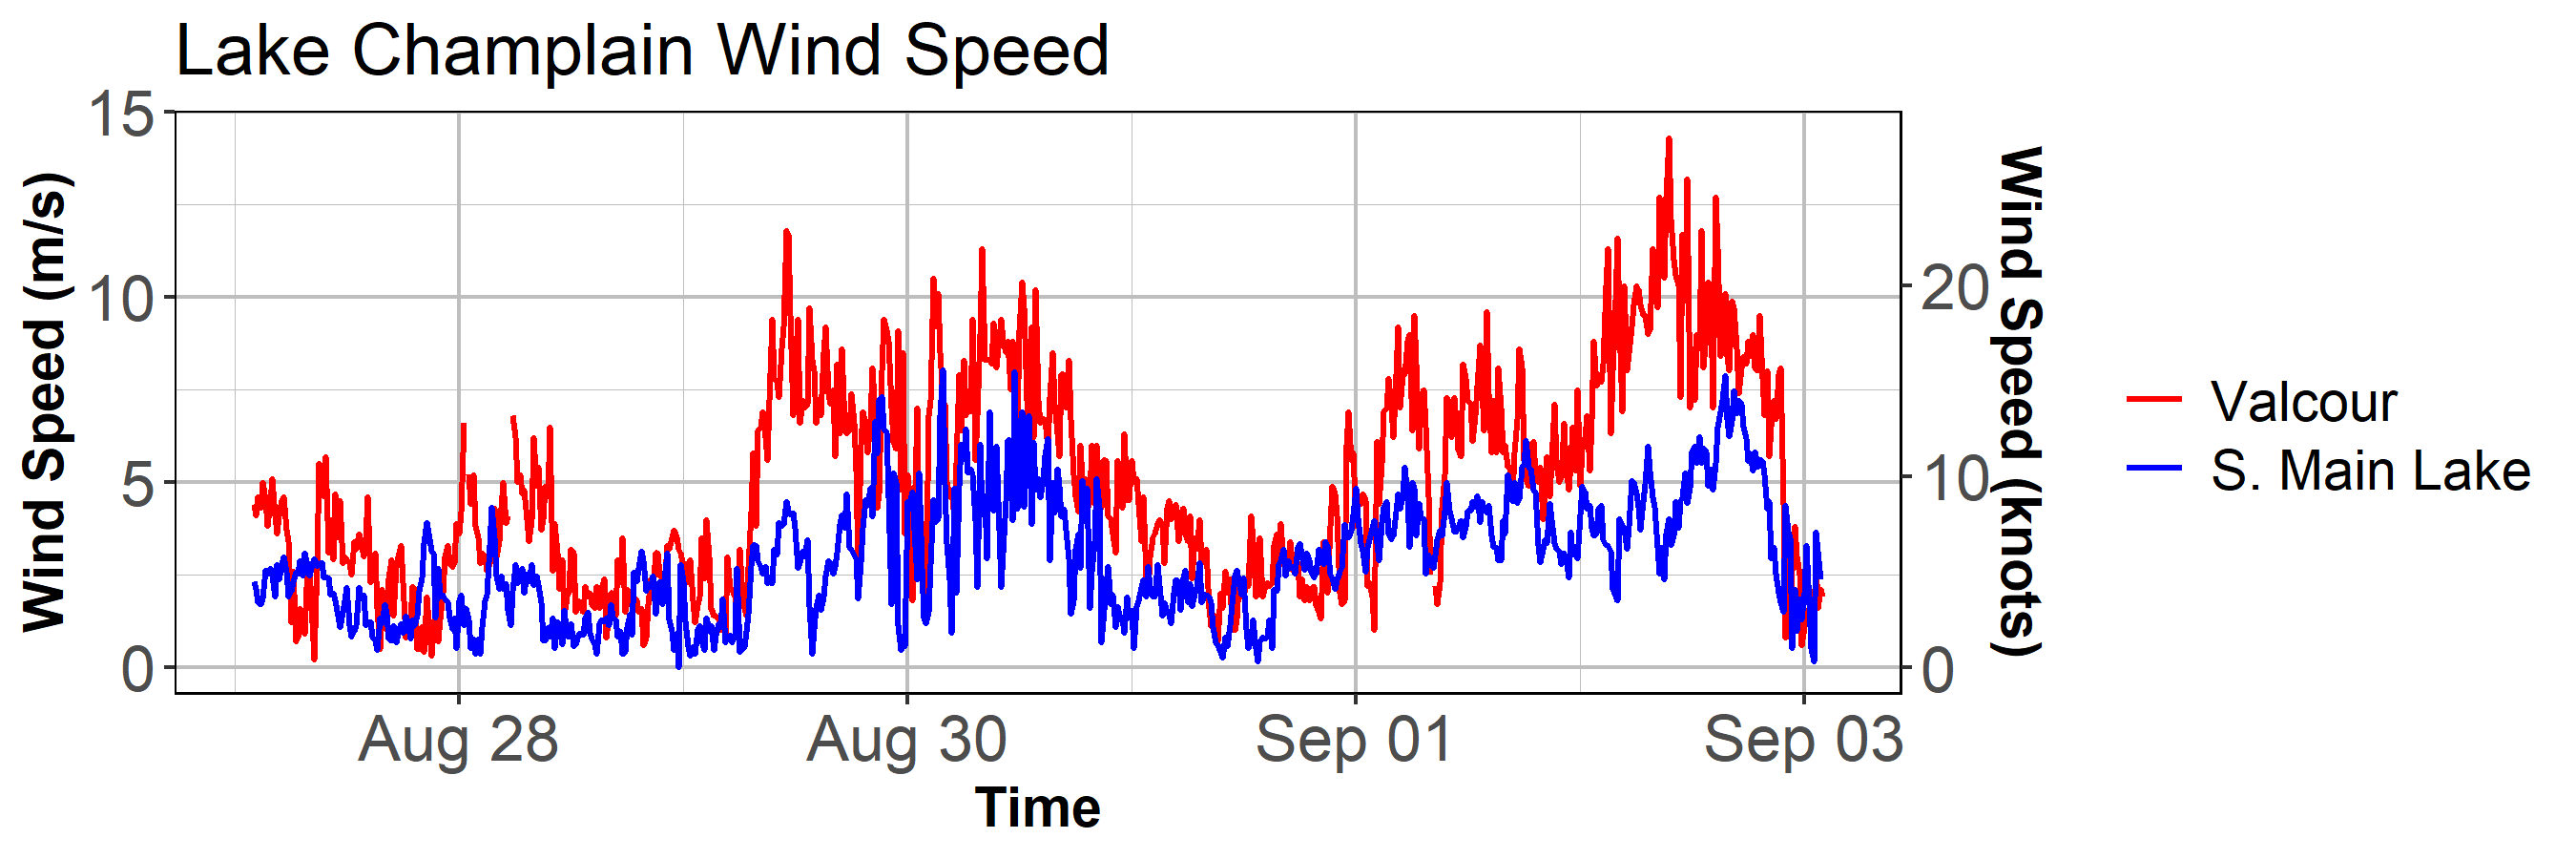 Lake Champlain Wind Speed
Wind Speed (m/s)
15
10
5
0
20
10
0
Wind Speed (knots)
Valcour
S. Main Lake
Aug 28
Aug 30
Sep 01
Sep 03
Time